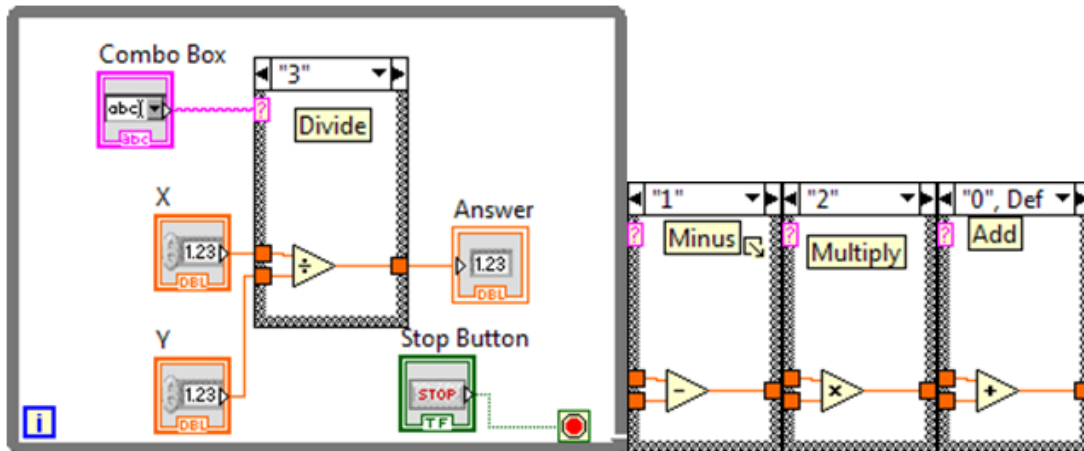 Combo Box
"3"
abc
?
abc
Divide
X
1.23
DBL
÷
Answer
1.23
DBL
Y
1.23
DBL
Stop Button
STOP
TF
i
"1"
?
Minus
-
"2"
?
Multiply
×
"0", Def
?
Add
+